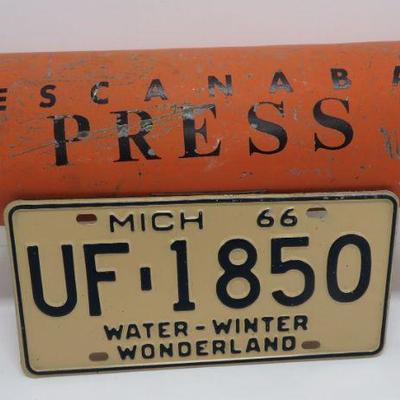 ESCANABA
PRESS
MICH 66
UF-1850
WATER-WINTER
WONDERLAND